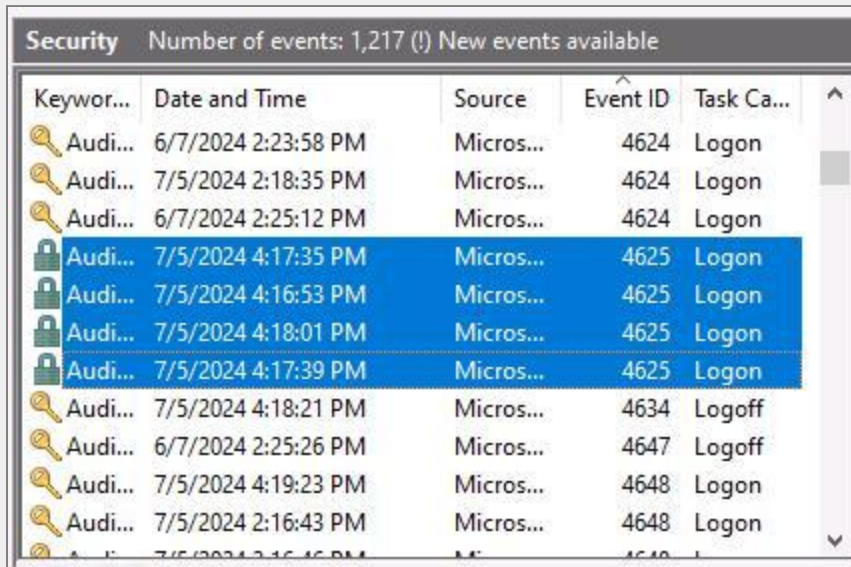 Security Number of events: 1,217 (!) New events available
Keywor... Date and Time Source Event ID Task Ca...
Audi... 6/7/2024 2:23:58 PM Micros... 4624 Logon
Audi... 7/5/2024 2:18:35 PM Micros... 4624 Logon
Audi... 6/7/2024 2:25:12 PM Micros... 4624 Logon
Audi... 7/5/2024 4:17:35 PM Micros... 4625 Logon
Audi... 7/5/2024 4:16:53 PM Micros... 4625 Logon
Audi... 7/5/2024 4:18:01 PM Micros... 4625 Logon
Audi... 7/5/2024 4:17:39 PM Micros... 4625 Logon
Audi... 7/5/2024 4:18:21 PM Micros... 4634 Logoff
Audi... 6/7/2024 2:25:26 PM Micros... 4647 Logoff
Audi... 7/5/2024 4:19:23 PM Micros... 4648 Logon
Audi... 7/5/2024 2:16:43 PM Micros... 4648 Logon